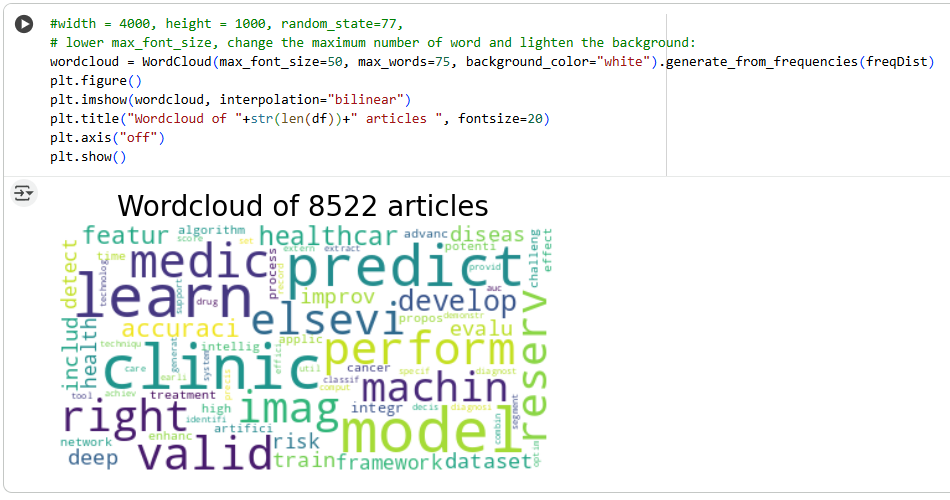 #width = 4000, height = 1000, random_state=77,
# lower max_font_size, change the maximum number of word and lighten the background:
wordcloud = WordCloud(max_font_size=50, max_words=75, background_color="white").generate_from_frequencies(freqDist)
plt.figure()
plt.imshow(wordcloud, interpolation="bilinear")
plt.title("Wordcloud of "+str(len(df))+" articles ", fontsize=20)
plt.axis("off")
plt.show()
Wordcloud of 8522 articles
featur
algorithm
score
set
healthcar
advanc
diseas
challeng
effect
detect
time
medic
process
extern
extract
predict
potenti
provid
technolog
learn
support
drug
record
improv
auc
develop
reserv
includ
health
accuraci
elsevi
propos
demonstr
evalu
techniqu
generat
intellig
applic
perform
clinic
care
earli
system
precis
effici
util
cancer
classif
comput
specif
diagnost
machin
tool
achiev
treatment
right
high
identifi
imag
integr
decis
diagnosi
segment
artifici
model
combin
network
enhanc
valid
risk
deep
train
framework
dataset
optim